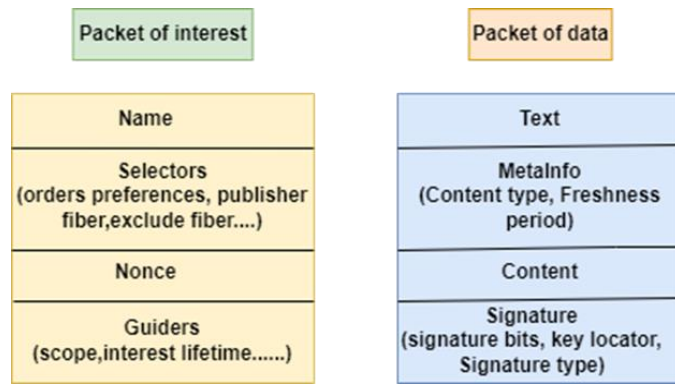 Packet of interest
Packet of data
Name
Selectors
(orders preferences, publisher
fiber,exclude fiber....)
Nonce
Guiders
(scope,interest lifetime......)
Text
MetaInfo
(Content type, Freshness
period)
Content
Signature
(signature bits, key locator,
Signature type)